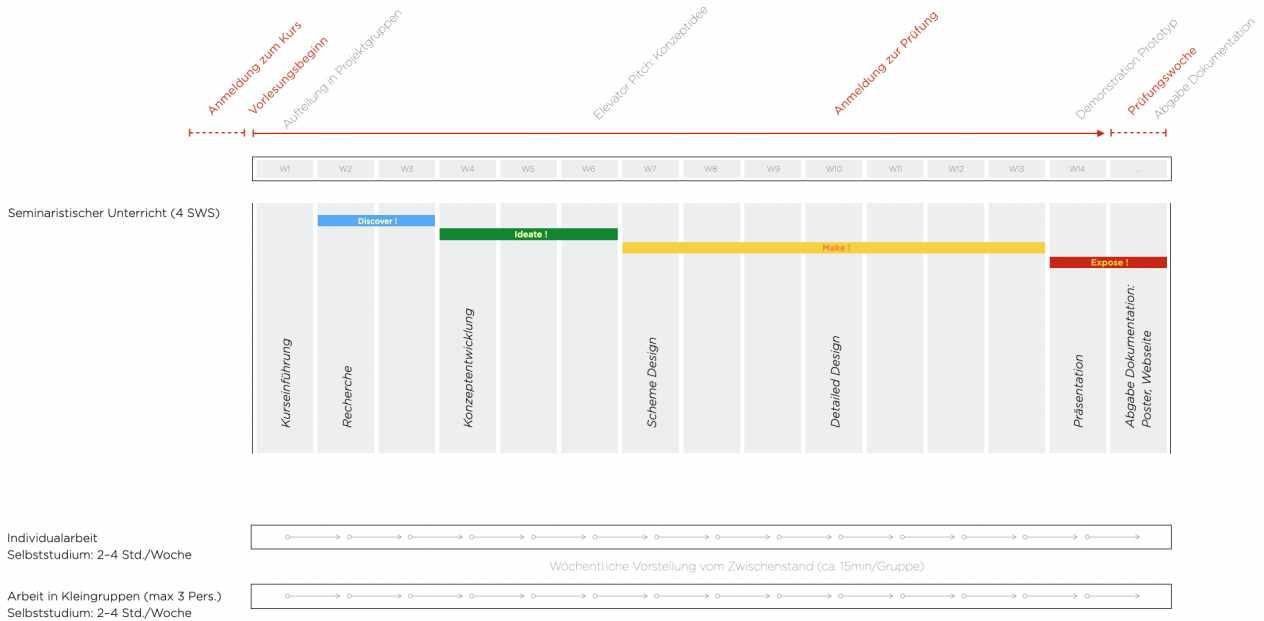 Anmeldung zum Kurs
Vorlesungsbeginn
Aufteilung in Projektgruppen
Elevator Pitch: Konzeptidee
Anmeldung zur Prüfung
Demonstration Prototyp
Prüfungswoche
Abgabe Dokumentation
W1 W2 W3 W4 W5 W6 W7 W8 W9 W10 W11 W12 W13 W14 ..
Seminaristischer Unterricht (4 SWS)
Discover !
Ideate !
Make !
Expose !
Kurseinführung
Recherche
Konzeptentwicklung
Scheme Design
Detailed Design
Präsentation
Abgabe Dokumentation:
Poster, Webseite
Individualarbeit
Selbststudium: 2–4 Std./Woche
Wöchentliche Vorstellung vom Zwischenstand (ca. 15min/Gruppe)
Arbeit in Kleingruppen (max 3 Pers.)
Selbststudium: 2–4 Std./Woche